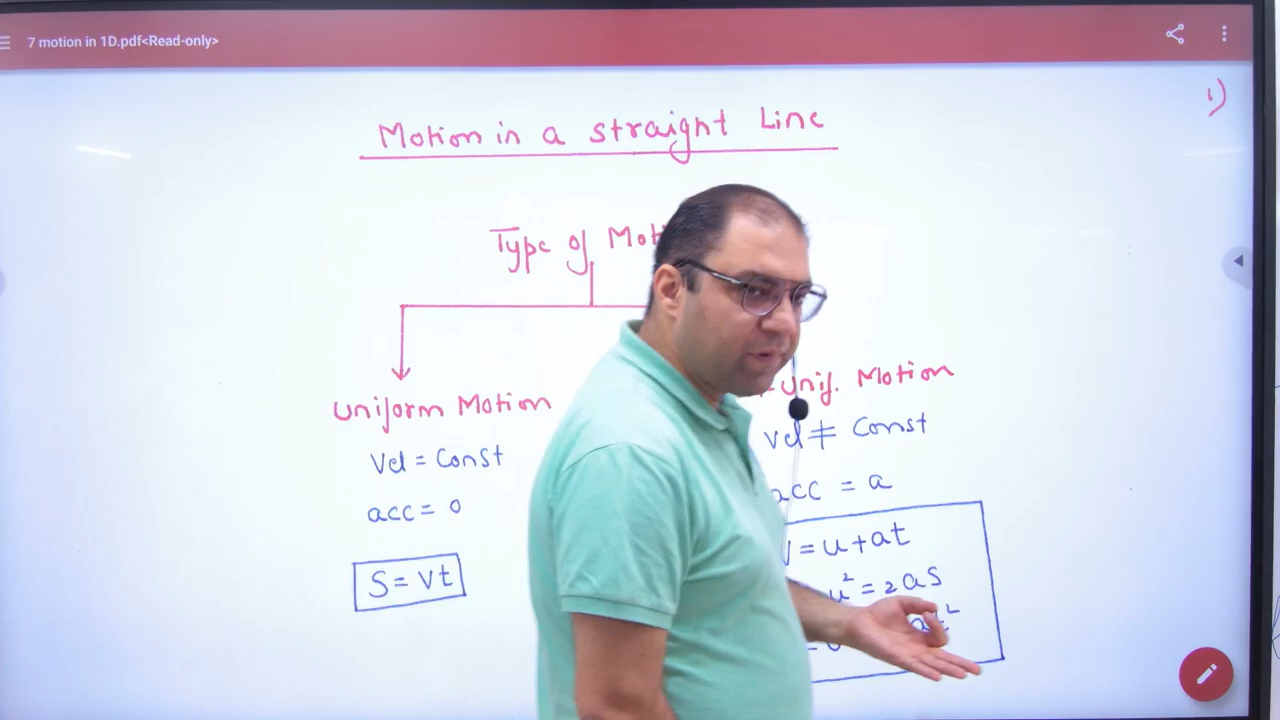 7 motion in 1D.pdf<Read-only>
1)
Motion in a straight Line
Type of
Uniform Motion
Unif. Motion
Vel = Const
vel ≠ Const
acc = 0
acc = a
S = vt
V = u + at
u² = 2as